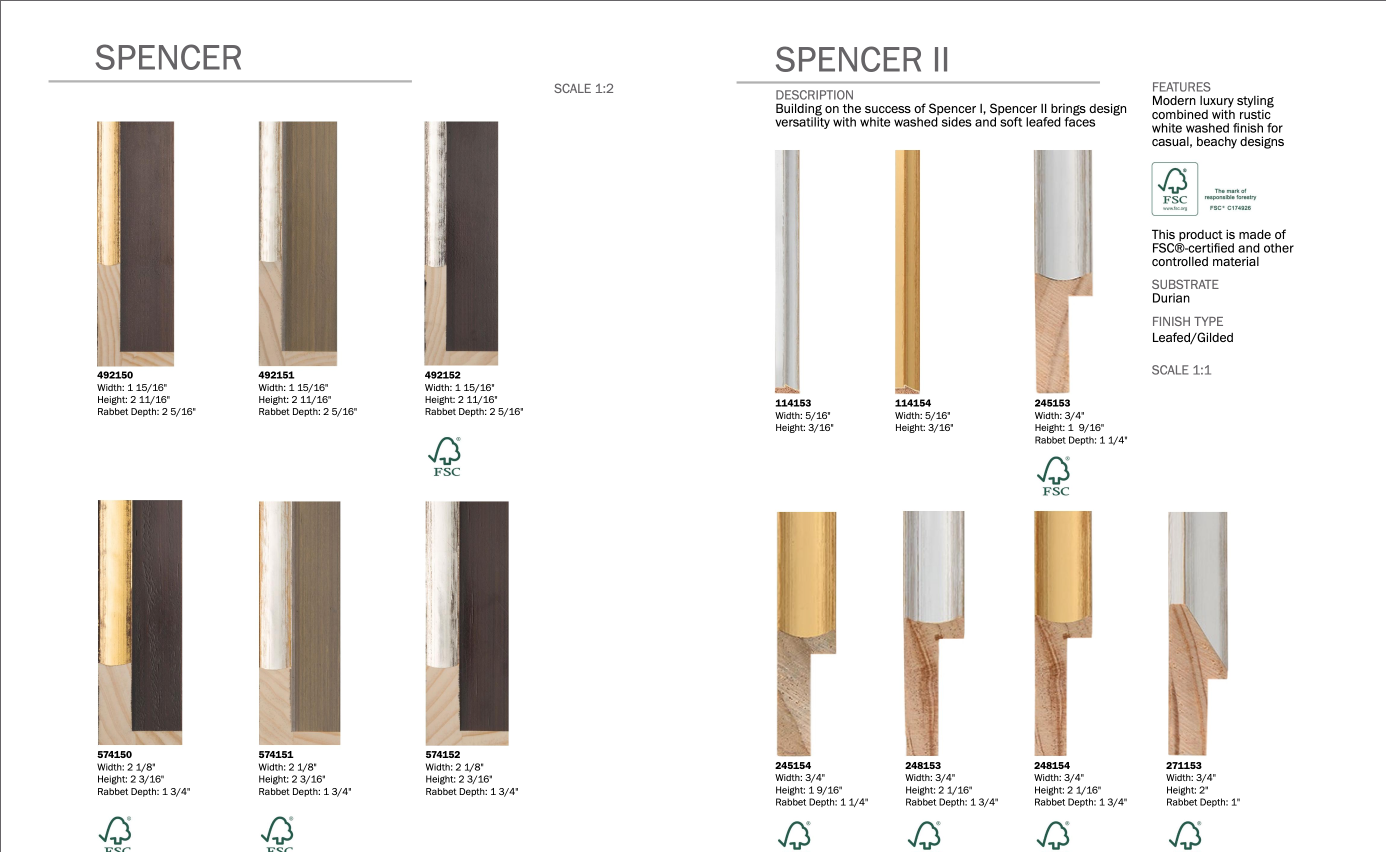 SPENCER
SCALE 1:2
492150
Width: 1 15/16"
Height: 2 11/16"
Rabbet Depth: 2 5/16"
492151
Width: 1 15/16"
Height: 2 11/16"
Rabbet Depth: 2 5/16"
492152
Width: 1 15/16"
Height: 2 11/16"
Rabbet Depth: 2 5/16"
®
FSC
574150
Width: 2 1/8"
Height: 2 3/16"
Rabbet Depth: 1 3/4"
®
FSC
574151
Width: 2 1/8"
Height: 2 3/16"
Rabbet Depth: 1 3/4"
®
FSC
574152
Width: 2 1/8"
Height: 2 3/16"
Rabbet Depth: 1 3/4"
SPENCER II
DESCRIPTION
Building on the success of Spencer I, Spencer II brings design
versatility with white washed sides and soft leafed faces
114153
Width: 5/16"
Height: 3/16"
114154
Width: 5/16"
Height: 3/16"
245153
Width: 3/4"
Height: 1 9/16"
Rabbet Depth: 1 1/4"
®
FSC
FEATURES
Modern luxury styling
combined with rustic
white washed finish for
casual, beachy designs
®
FSC
www.fsc.org
The mark of
responsible forestry
FSC® C174928
This product is made of
FSC®-certified and other
controlled material
SUBSTRATE
Durian
FINISH TYPE
Leafed/Gilded
SCALE 1:1
245154
Width: 3/4"
Height: 1 9/16"
Rabbet Depth: 1 1/4"
®
248153
Width: 3/4"
Height: 2 1/16"
Rabbet Depth: 1 3/4"
®
248154
Width: 3/4"
Height: 2 1/16"
Rabbet Depth: 1 3/4"
®
271153
Width: 3/4"
Height: 2"
Rabbet Depth: 1"
®